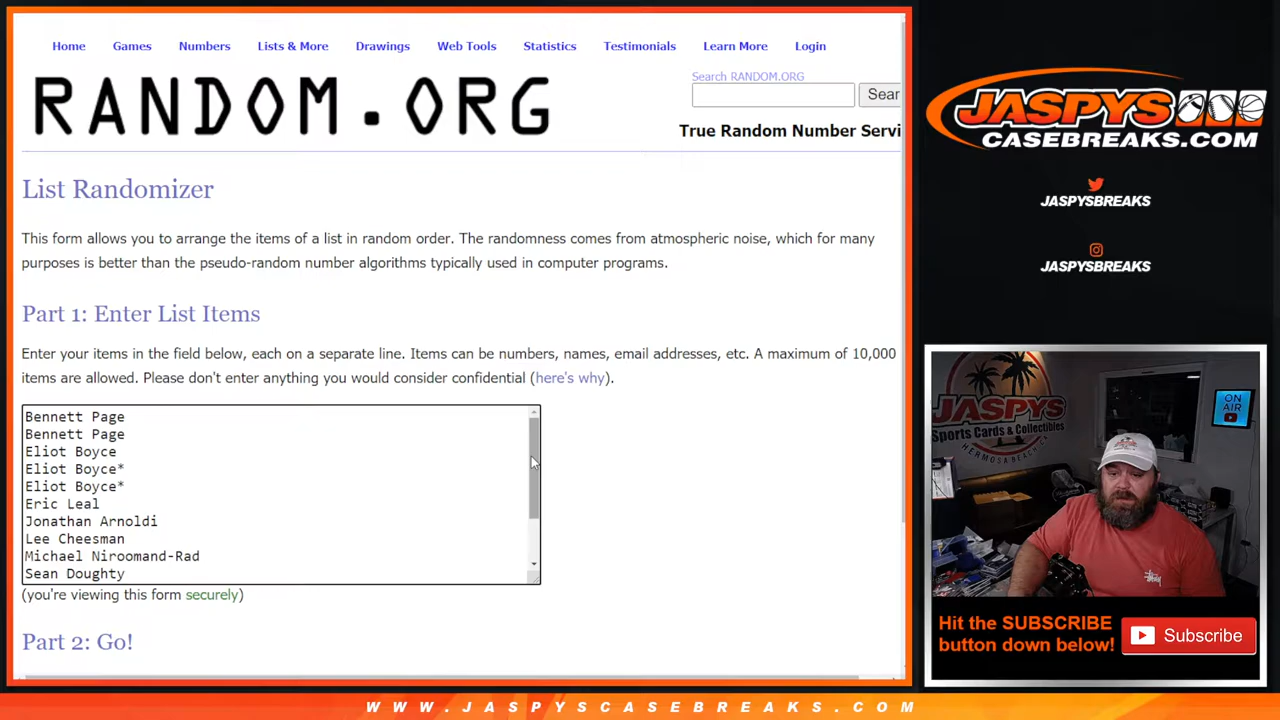 Home Games Numbers Lists & More Drawings Web Tools Statistics Testimonials Learn More Login
RANDOM.ORG
Search RANDOM.ORG
Sear
True Random Number Servi
List Randomizer
This form allows you to arrange the items of a list in random order. The randomness comes from atmospheric noise, which for many
purposes is better than the pseudo-random number algorithms typically used in computer programs.
Part 1: Enter List Items
Enter your items in the field below, each on a separate line. Items can be numbers, names, email addresses, etc. A maximum of 10,000
items are allowed. Please don't enter anything you would consider confidential (here's why).
Bennett Page
Bennett Page
Eliot Boyce
Eliot Boyce*
Eliot Boyce*
Eric Leal
Jonathan Arnoldi
Lee Cheesman
Michael Niroomand-Rad
Sean Doughty
(you're viewing this form securely)
Part 2: Go!
JASPYS
CASEBREAKS.COM
JASPYSBREAKS
JASPYSBREAKS
JASPYS
Sports Cards & Collectibles
HERMOSA BEACH, CA
ON
AIR
Hit the SUBSCRIBE
button down below!
Subscribe
WWW.JASPYSCASEBREAKS.COM